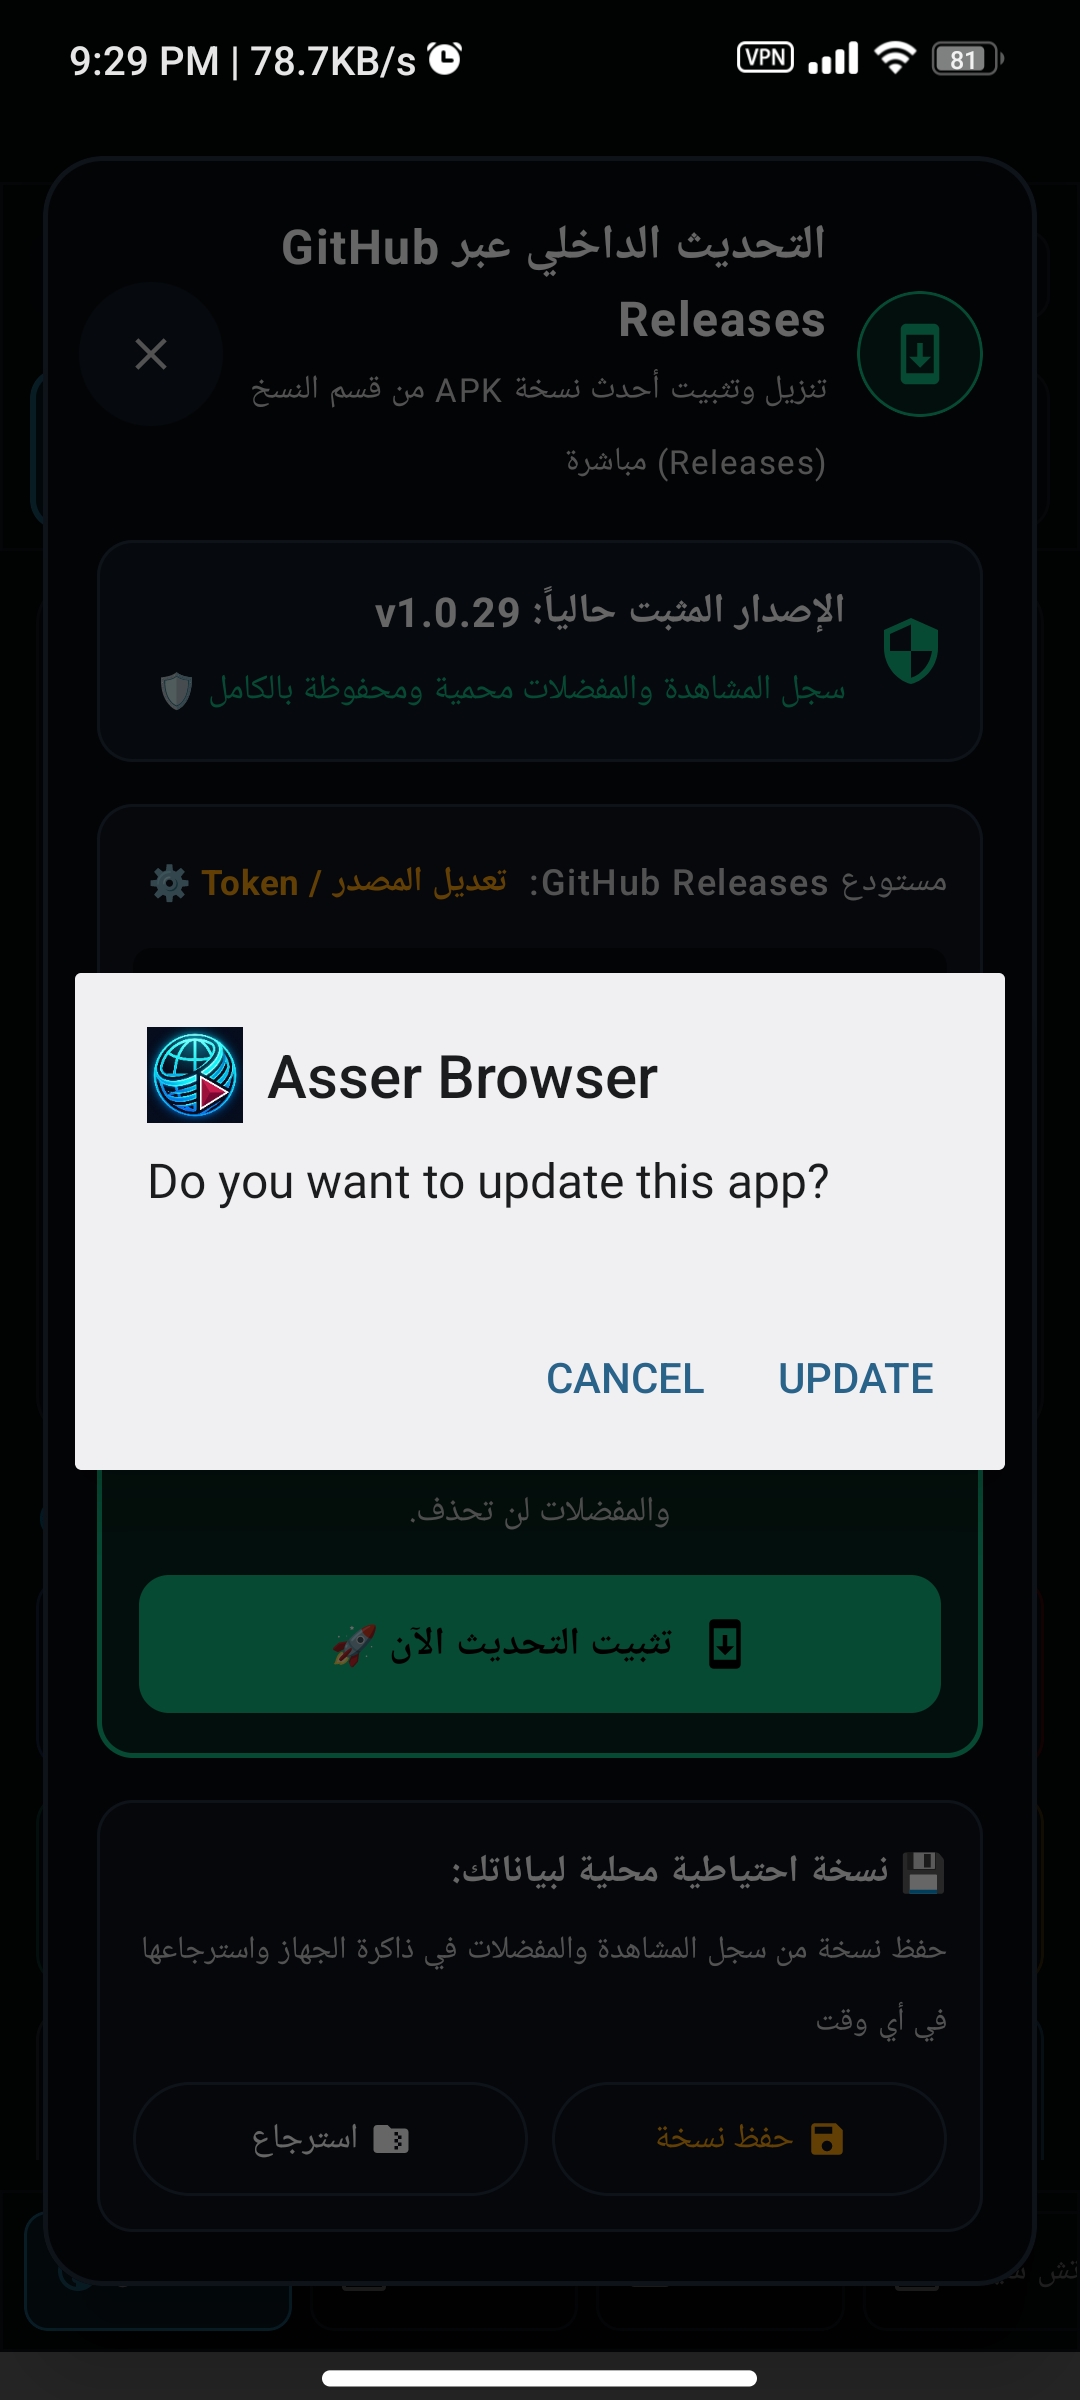 9:29 PM | 78.7KB/s
VPN
81
التحديث الداخلي عبر GitHub
Releases
تنزيل وتثبيت أحدث نسخة APK من قسم النسخ
(Releases) مباشرة
الإصدار المثبت حالياً: v1.0.29
سجل المشاهدة والمفضلات محمية ومحفوظة بالكامل 🛡️
مستودع GitHub Releases:
تعديل المصدر / Token ⚙️
Asser Browser
Do you want to update this app?
CANCEL
UPDATE
والمفضلات لن تحذف.
تثبيت التحديث الآن 🚀
💾 نسخة احتياطية محلية لبياناتك:
حفظ نسخة من سجل المشاهدة والمفضلات في ذاكرة الجهاز واسترجاعها
في أي وقت
حفظ نسخة
استرجاع